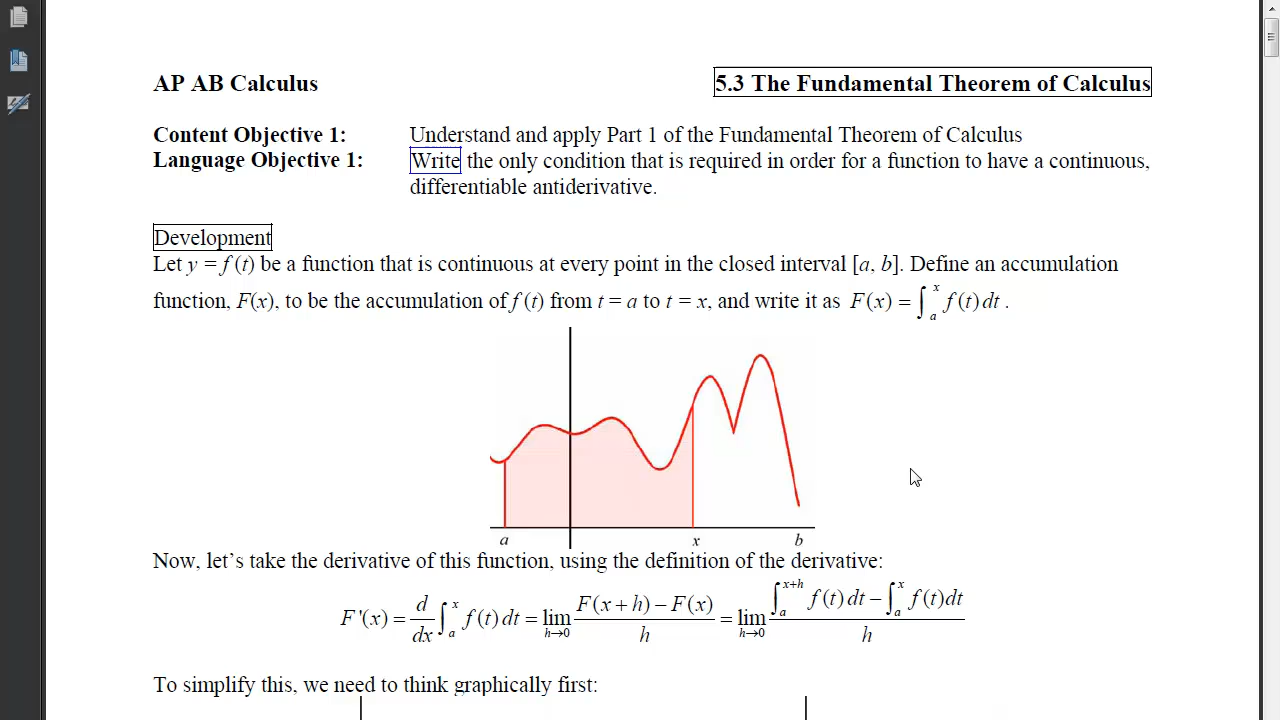 AP AB Calculus 5.3 The Fundamental Theorem of Calculus
Content Objective 1: Understand and apply Part 1 of the Fundamental Theorem of Calculus
Language Objective 1: Write the only condition that is required in order for a function to have a continuous,
differentiable antiderivative.
Development
Let y = f (t) be a function that is continuous at every point in the closed interval [a, b]. Define an accumulation
function, F(x), to be the accumulation of f (t) from t = a to t = x, and write it as F(x) = ∫_a^x f(t) dt .
a x b
Now, let’s take the derivative of this function, using the definition of the derivative:
F '(x) = d/dx ∫_a^x f(t) dt = lim_{h→0} (F(x + h) − F(x))/h = lim_{h→0} (∫_a^{x+h} f(t) dt − ∫_a^x f(t)dt)/h
To simplify this, we need to think graphically first: